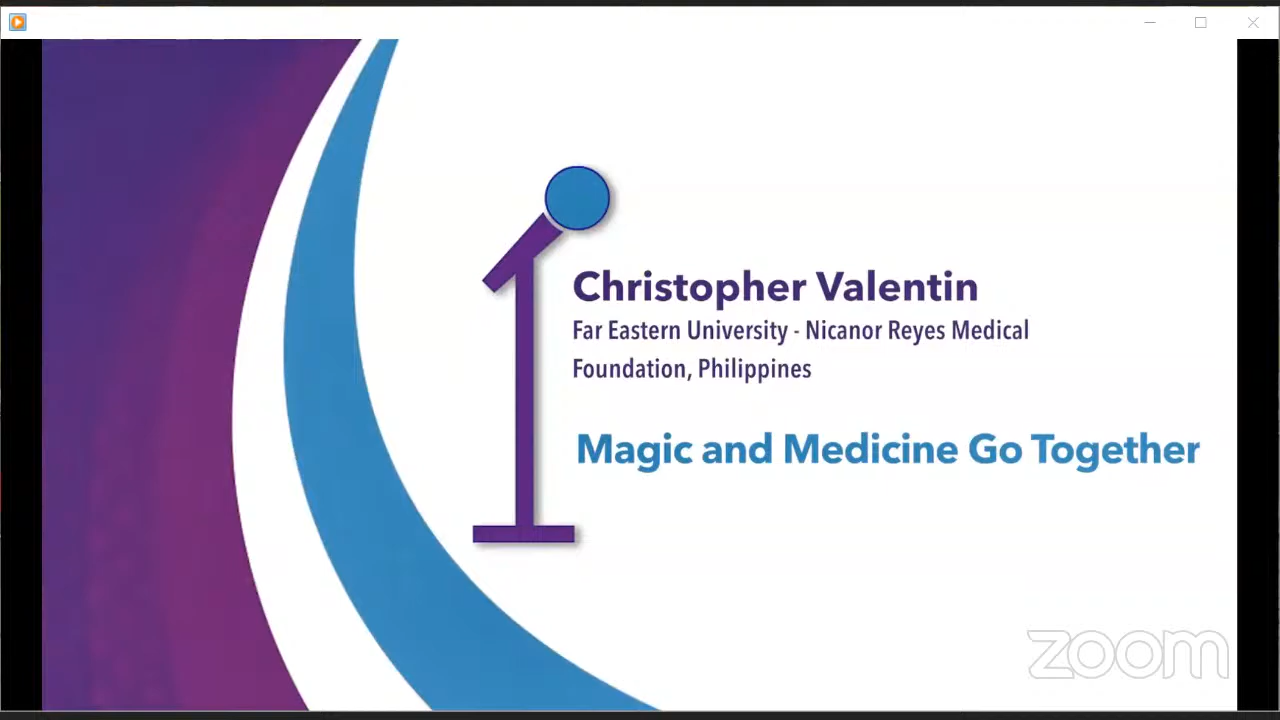 Christopher Valentin
Far Eastern University - Nicanor Reyes Medical
Foundation, Philippines
Magic and Medicine Go Together
zoom